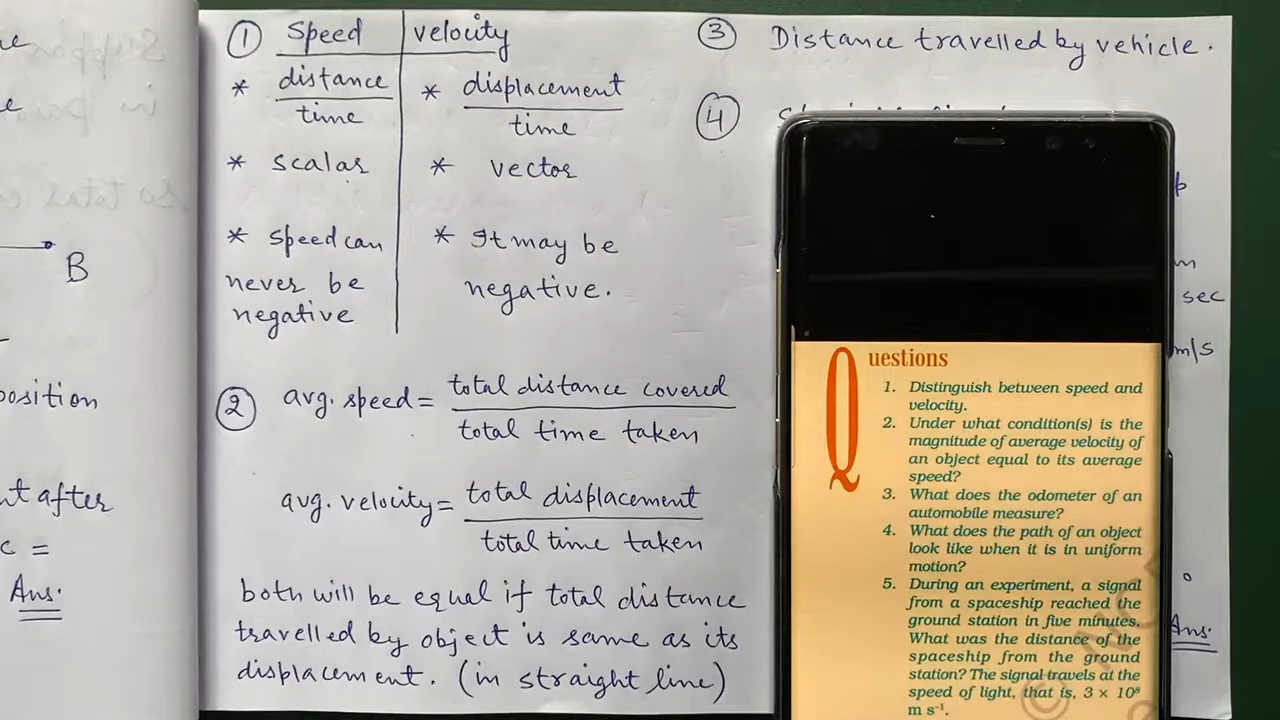 B
position
after
c =
Ans.
① Speed | velocity
* distance / time
* displacement / time
* scalar
* vector
* speed can
never be
negative
* It may be
negative.
② avg. speed = total distance covered / total time taken
avg. velocity = total displacement / total time taken
both will be equal if total distance
travelled by object is same as its
displacement. (in straight line)
③ Distance travelled by vehicle.
④
sec
m/s
Ans.
Questions
1. Distinguish between speed and
velocity.
2. Under what condition(s) is the
magnitude of average velocity of
an object equal to its average
speed?
3. What does the odometer of an
automobile measure?
4. What does the path of an object
look like when it is in uniform
motion?
5. During an experiment, a signal
from a spaceship reached the
ground station in five minutes.
What was the distance of the
spaceship from the ground
station? The signal travels at the
speed of light, that is, 3 × 10⁸
m s⁻¹.